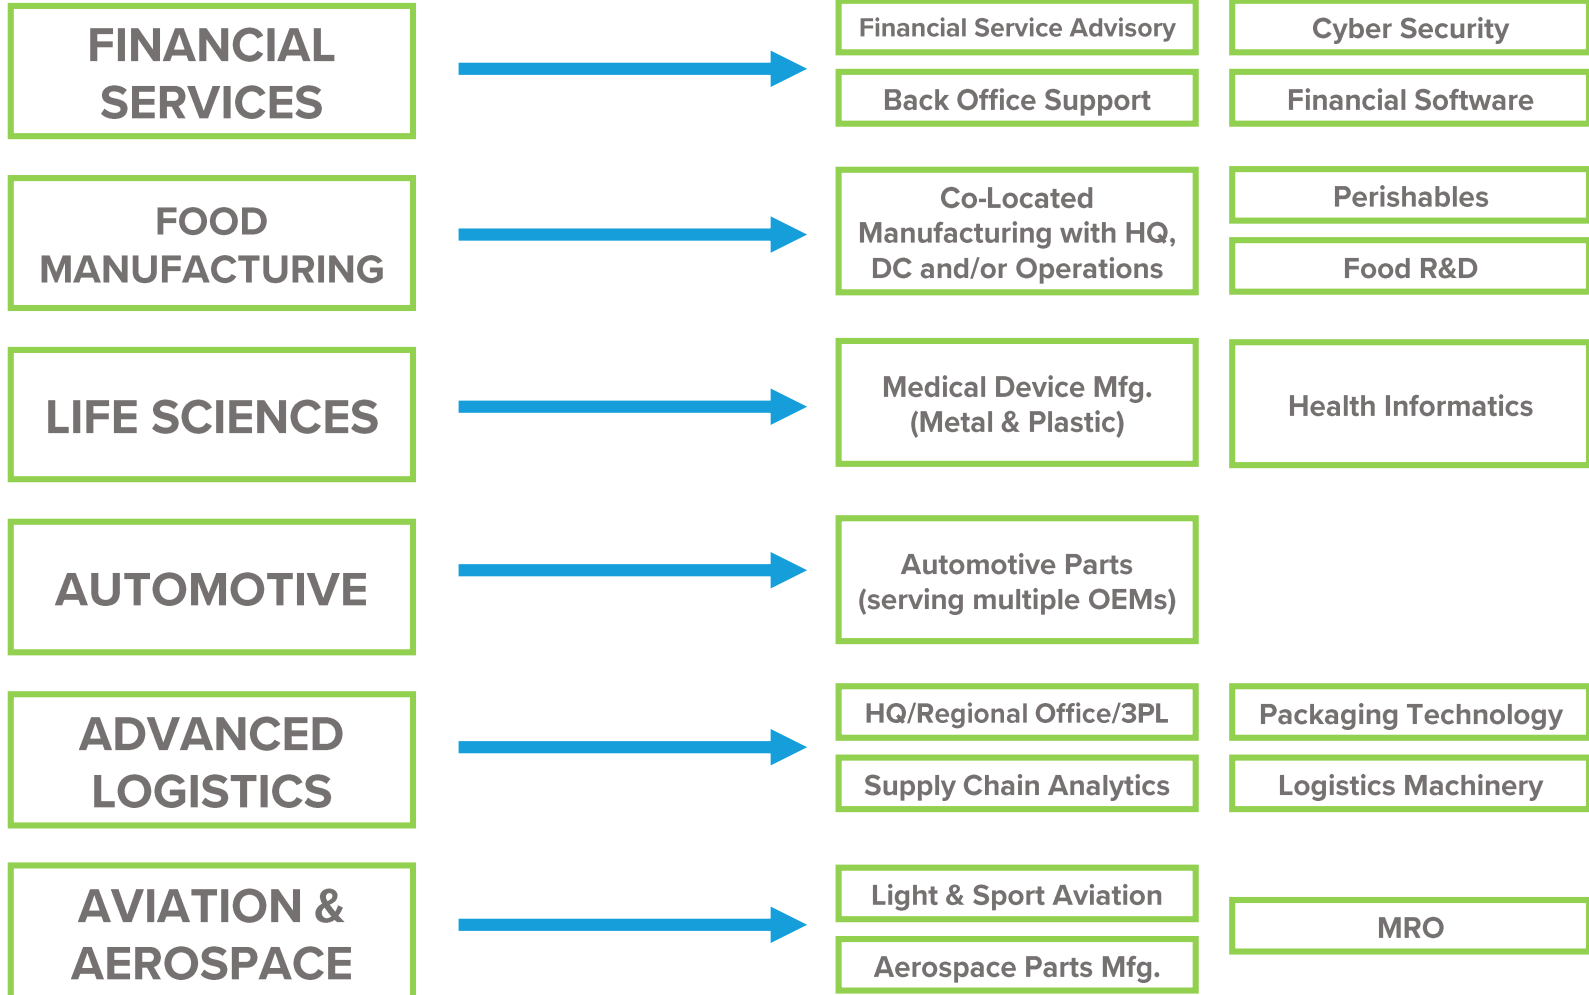 FINANCIAL
SERVICES
Financial Service Advisory
Cyber Security
Back Office Support
Financial Software
FOOD
MANUFACTURING
Co-Located
Manufacturing with HQ,
DC and/or Operations
Perishables
Food R&D
LIFE SCIENCES
Medical Device Mfg.
(Metal & Plastic)
Health Informatics
AUTOMOTIVE
Automotive Parts
(serving multiple OEMs)
ADVANCED
LOGISTICS
HQ/Regional Office/3PL
Packaging Technology
Supply Chain Analytics
Logistics Machinery
AVIATION &
AEROSPACE
Light & Sport Aviation
Aerospace Parts Mfg.
MRO